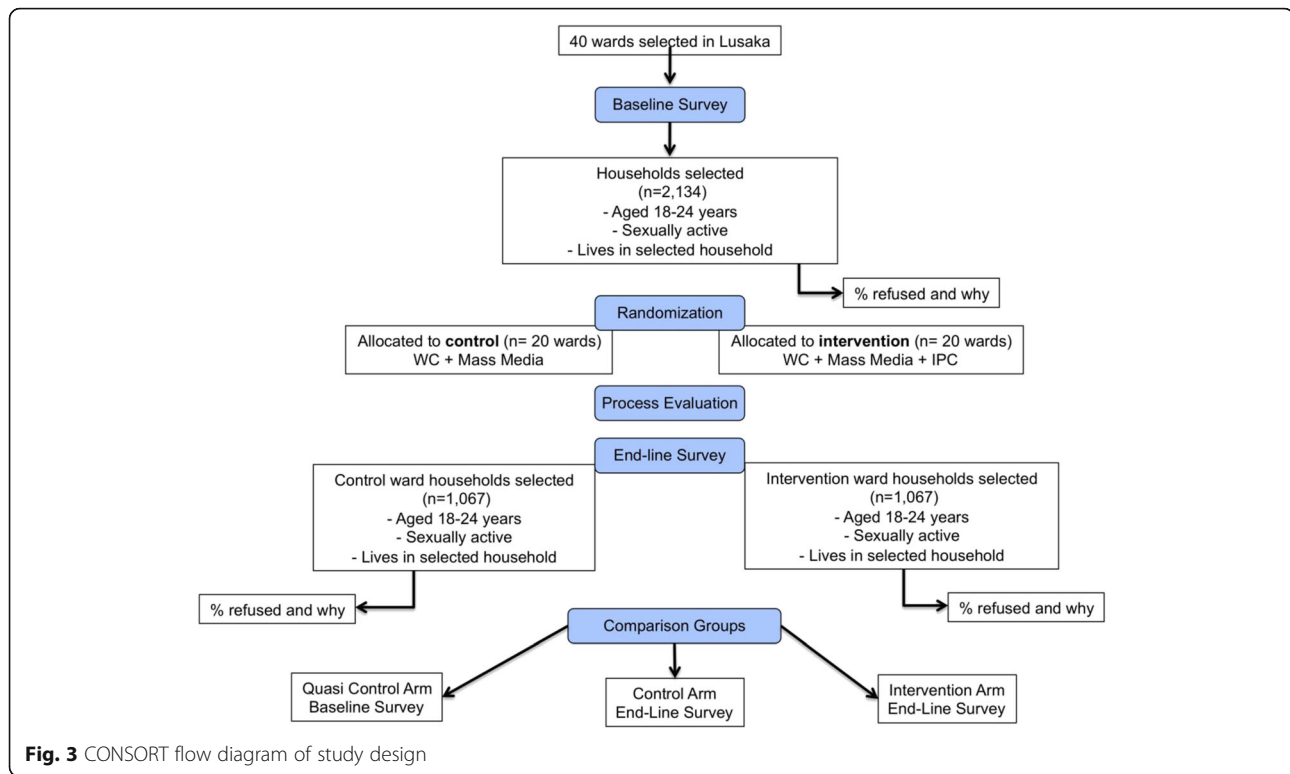 40 wards selected in Lusaka
Baseline Survey
Households selected
(n=2,134)
- Aged 18-24 years
- Sexually active
- Lives in selected household
% refused and why
Randomization
Allocated to control (n= 20 wards)
WC + Mass Media
Allocated to intervention (n= 20 wards)
WC + Mass Media + IPC
Process Evaluation
End-line Survey
Control ward households selected
(n=1,067)
- Aged 18-24 years
- Sexually active
- Lives in selected household
Intervention ward households selected
(n=1,067)
- Aged 18-24 years
- Sexually active
- Lives in selected household
% refused and why
% refused and why
Comparison Groups
Quasi Control Arm
Baseline Survey
Control Arm
End-Line Survey
Intervention Arm
End-Line Survey
Fig. 3 CONSORT flow diagram of study design